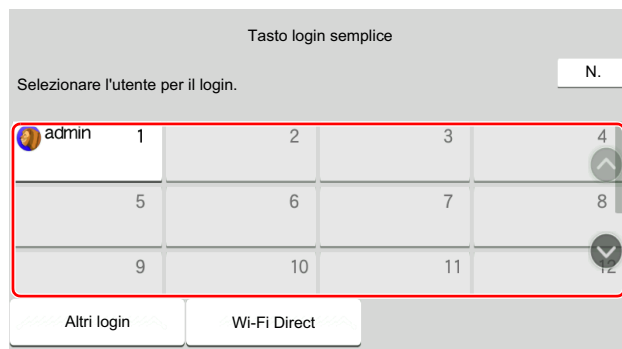 Tasto login semplice
N.
Selezionare l'utente per il login.
admin 1 2 3 4
5 6 7 8
9 10 11 12
Altri login Wi-Fi Direct